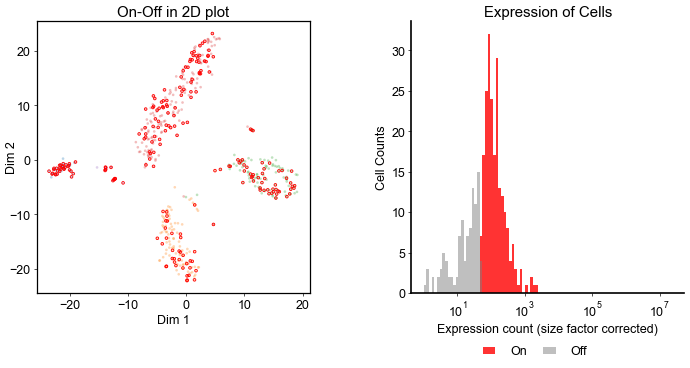 On-Off in 2D plot
Dim 2
20
10
0
−10
−20
−20 −10 0 10 20
Dim 1
Expression of Cells
Cell Counts
30
25
20
15
10
5
0
10^1 10^3 10^5 10^7
Expression count (size factor corrected)
On Off